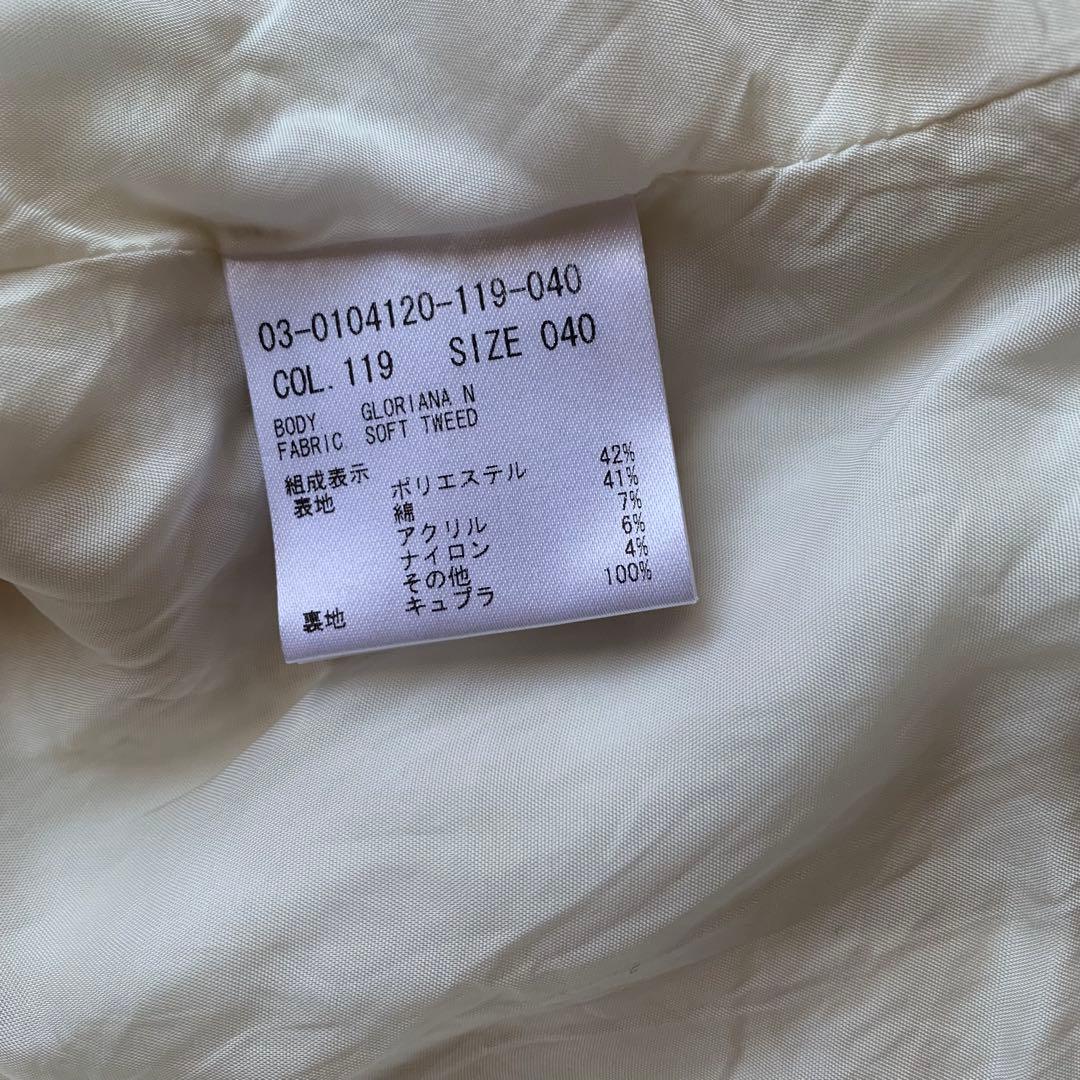 03-0104120-119-040
COL. 119 SIZE 040
BODY GLORIANA N
FABRIC SOFT TWEED
組成表示
表地 ポリエステル 42%
綿 41%
アクリル 7%
ナイロン 6%
その他 4%
裏地 キュプラ 100%